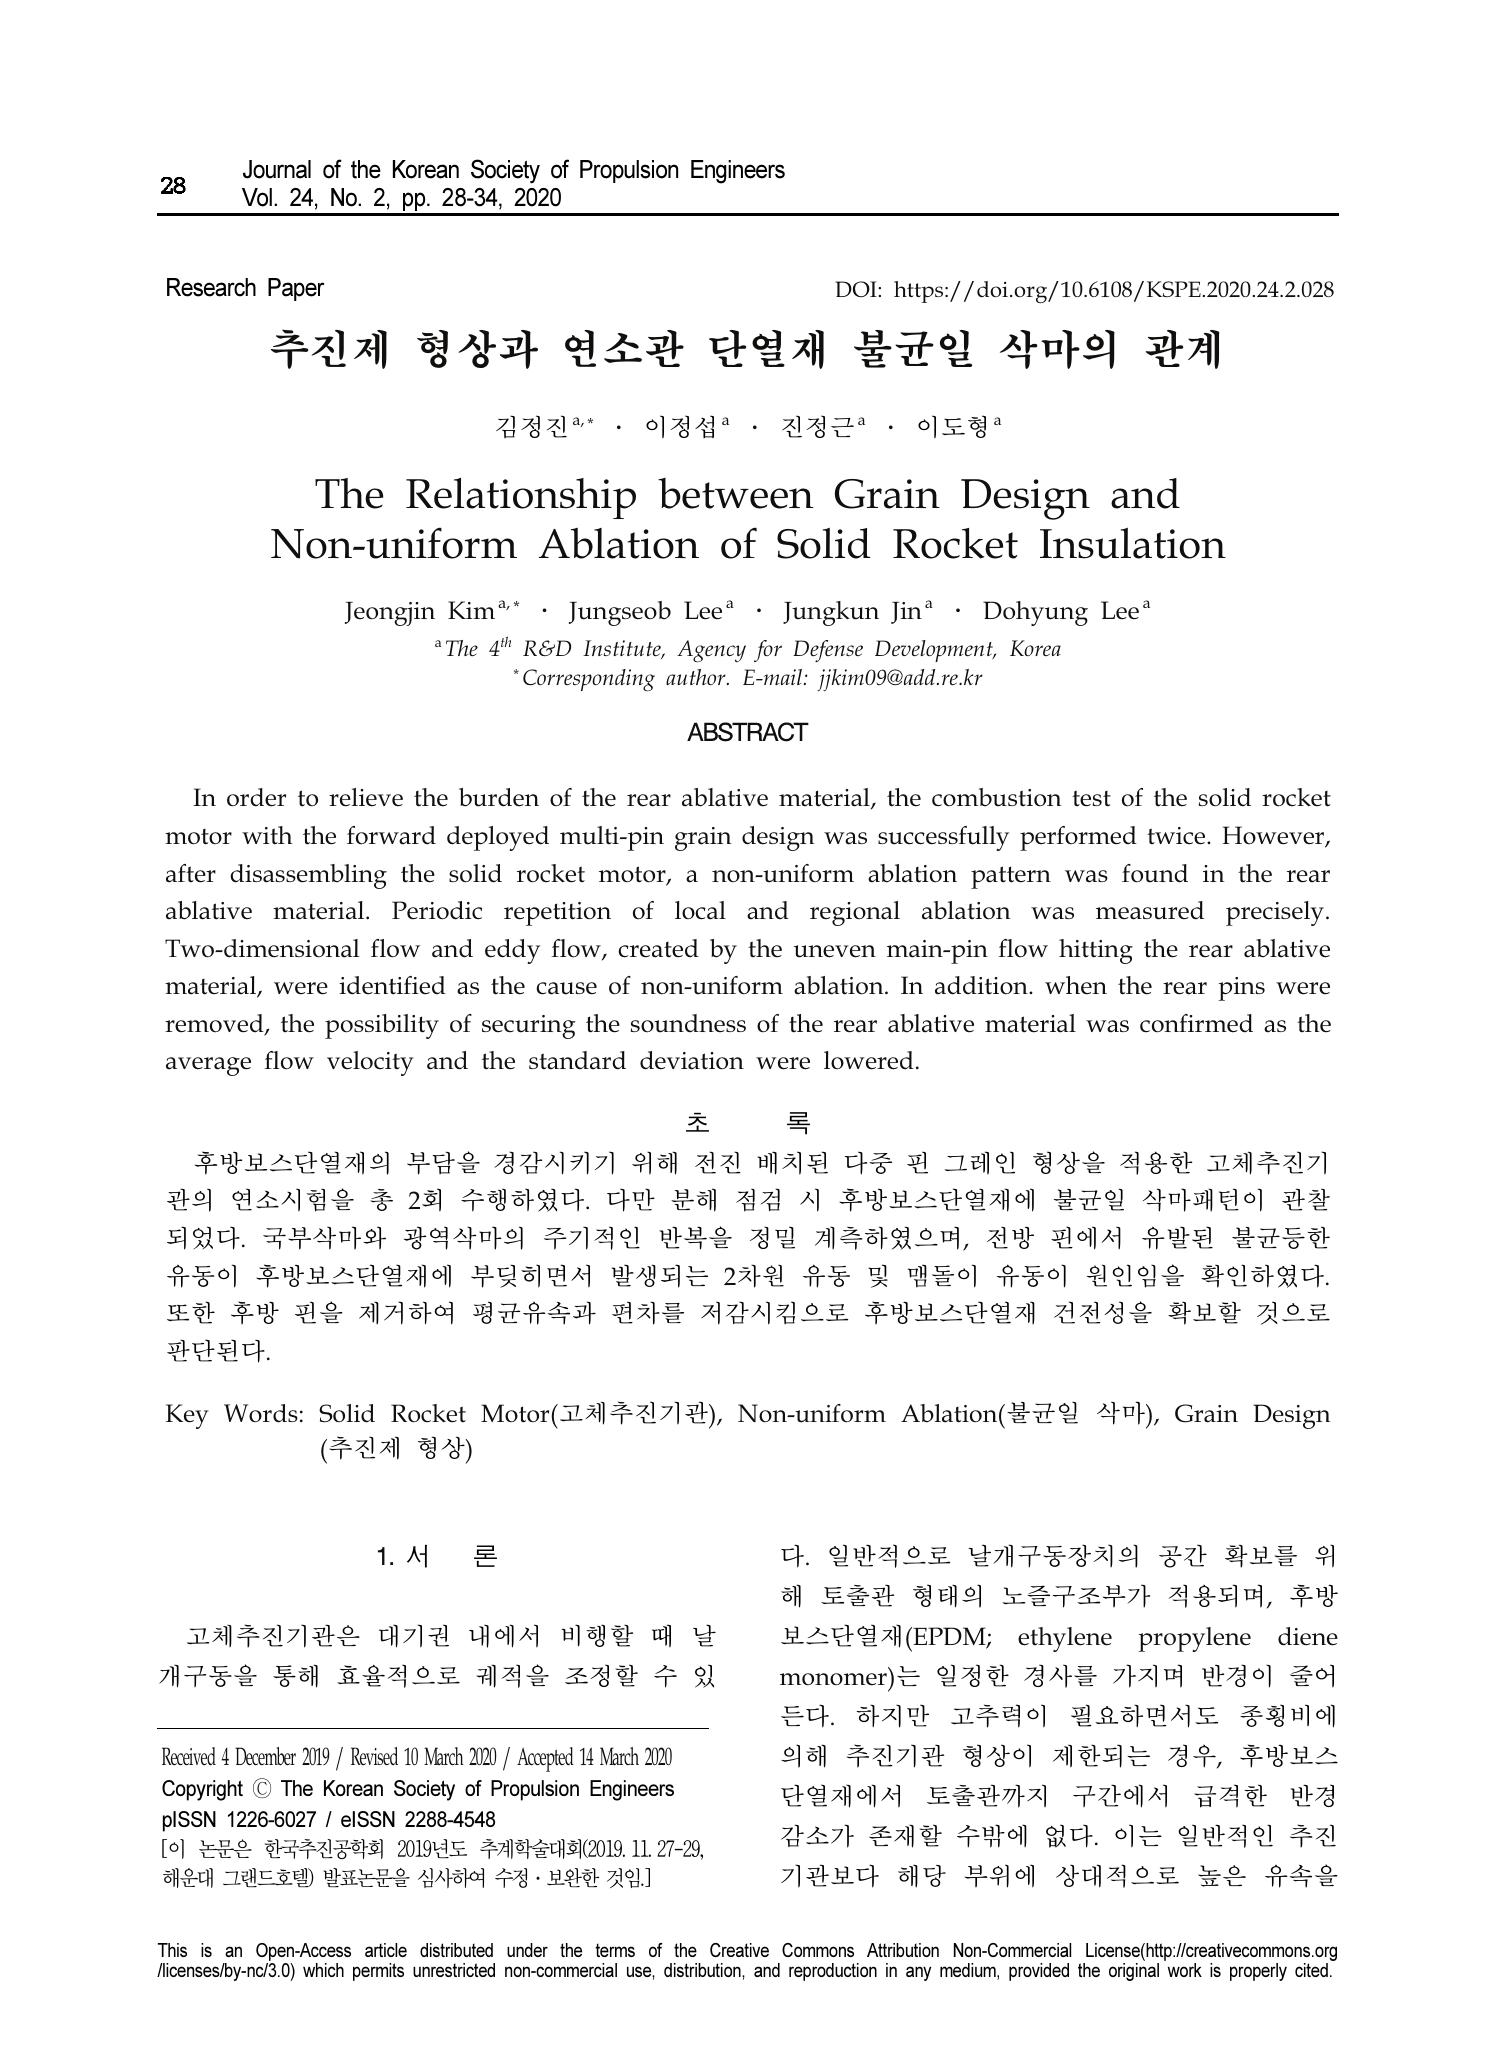 28
Journal of the Korean Society of Propulsion Engineers
Vol. 24, No. 2, pp. 28-34, 2020
Research Paper
DOI: https://doi.org/10.6108/KSPE.2020.24.2.028
추진제 형상과 연소관 단열재 불균일 삭마의 관계
김정진a,* · 이정섭a · 진정근a · 이도형a
The Relationship between Grain Design and
Non-uniform Ablation of Solid Rocket Insulation
Jeongjin Kima,* · Jungseob Leea · Jungkun Jina · Dohyung Leea
aThe 4th R&D Institute, Agency for Defense Development, Korea
*Corresponding author. E-mail: jjkim09@add.re.kr
ABSTRACT
In order to relieve the burden of the rear ablative material, the combustion test of the solid rocket
motor with the forward deployed multi-pin grain design was successfully performed twice. However,
after disassembling the solid rocket motor, a non-uniform ablation pattern was found in the rear
ablative material. Periodic repetition of local and regional ablation was measured precisely.
Two-dimensional flow and eddy flow, created by the uneven main-pin flow hitting the rear ablative
material, were identified as the cause of non-uniform ablation. In addition. when the rear pins were
removed, the possibility of securing the soundness of the rear ablative material was confirmed as the
average flow velocity and the standard deviation were lowered.
초 록
후방보스단열재의 부담을 경감시키기 위해 전진 배치된 다중 핀 그레인 형상을 적용한 고체추진기
관의 연소시험을 총 2회 수행하였다. 다만 분해 점검 시 후방보스단열재에 불균일 삭마패턴이 관찰
되었다. 국부삭마와 광역삭마의 주기적인 반복을 정밀 계측하였으며, 전방 핀에서 유발된 불균등한
유동이 후방보스단열재에 부딪히면서 발생되는 2차원 유동 및 맴돌이 유동이 원인임을 확인하였다.
또한 후방 핀을 제거하여 평균유속과 편차를 저감시킴으로 후방보스단열재 건전성을 확보할 것으로
판단된다.
Key Words: Solid Rocket Motor(고체추진기관), Non-uniform Ablation(불균일 삭마), Grain Design
(추진제 형상)
1. 서 론
고체추진기관은 대기권 내에서 비행할 때 날
개구동을 통해 효율적으로 궤적을 조정할 수 있
Received 4 December 2019 / Revised 10 March 2020 / Accepted 14 March 2020
Copyright Ⓒ The Korean Society of Propulsion Engineers
pISSN 1226-6027 / eISSN 2288-4548
[이 논문은 한국추진공학회 2019년도 추계학술대회(2019. 11. 27-29,
해운대 그랜드호텔) 발표논문을 심사하여 수정·보완한 것임.]
다. 일반적으로 날개구동장치의 공간 확보를 위
해 토출관 형태의 노즐구조부가 적용되며, 후방
보스단열재(EPDM; ethylene propylene diene
monomer)는 일정한 경사를 가지며 반경이 줄어
든다. 하지만 고추력이 필요하면서도 종횡비에
의해 추진기관 형상이 제한되는 경우, 후방보스
단열재에서 토출관까지 구간에서 급격한 반경
감소가 존재할 수밖에 없다. 이는 일반적인 추진
기관보다 해당 부위에 상대적으로 높은 유속을
This is an Open-Access article distributed under the terms of the Creative Commons Attribution Non-Commercial License(http://creativecommons.org
/licenses/by-nc/3.0) which permits unrestricted non-commercial use, distribution, and reproduction in any medium, provided the original work is properly cited.